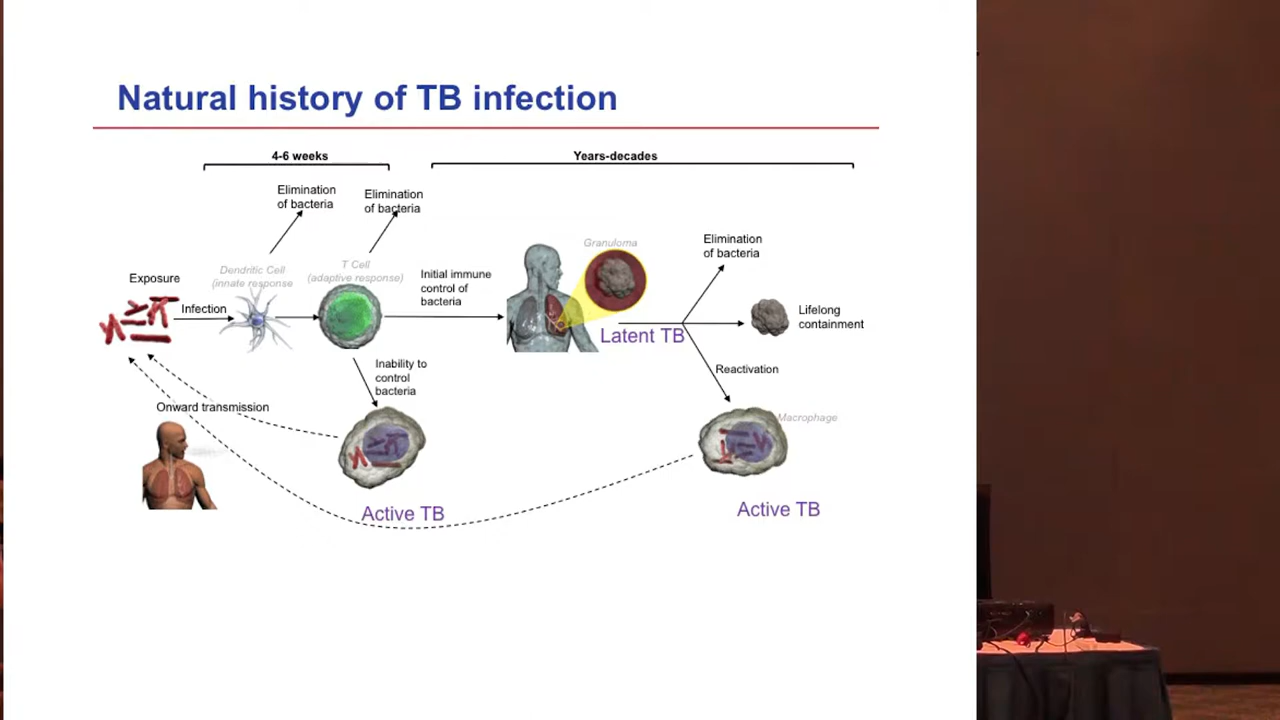 Natural history of TB infection
4-6 weeks
Years-decades
Elimination
of bacteria
Elimination
of bacteria
Exposure
Infection
Dendritic Cell
(innate response
T Cell
(adaptive response)
Initial immune
control of
bacteria
Granuloma
Latent TB
Elimination
of bacteria
Lifelong
containment
Reactivation
Inability to
control
bacteria
Onward transmission
Macrophage
Active TB
Active TB